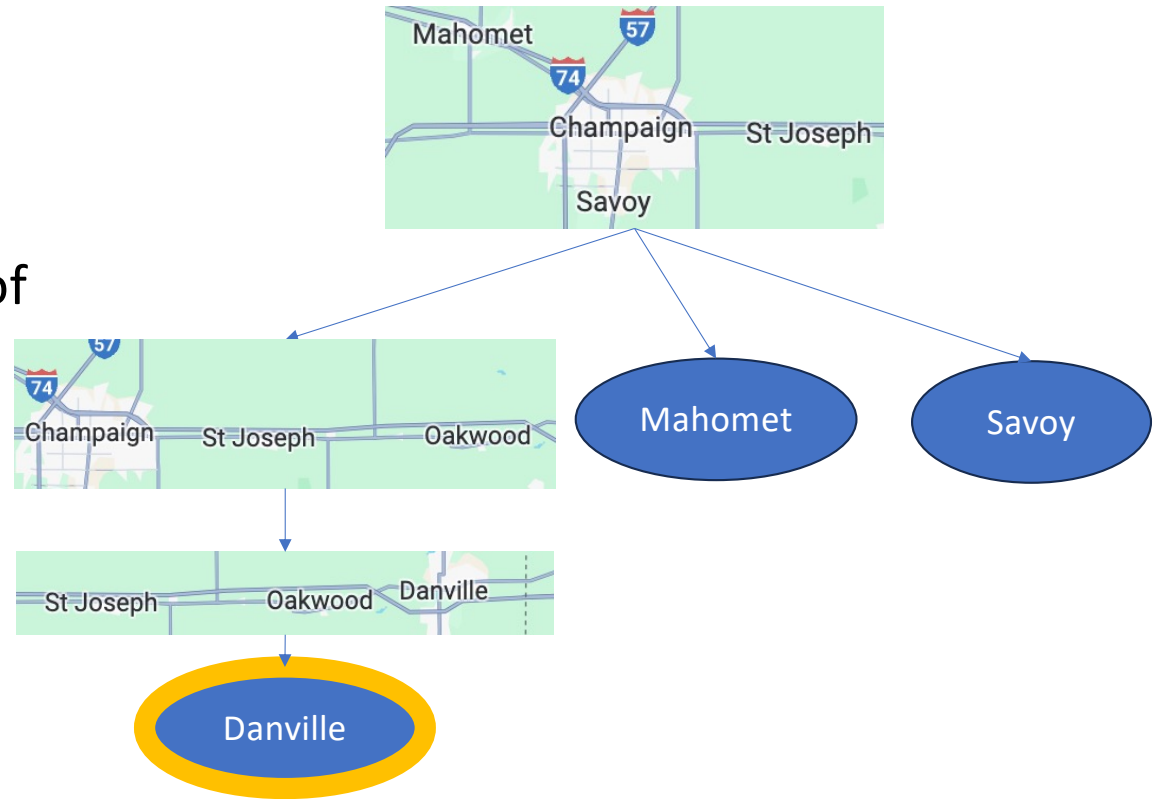 Mahomet
57
74
Champaign
St Joseph
Savoy
of
57
74
Champaign
St Joseph
Oakwood
Mahomet
Savoy
St Joseph
Oakwood
Danville
Danville